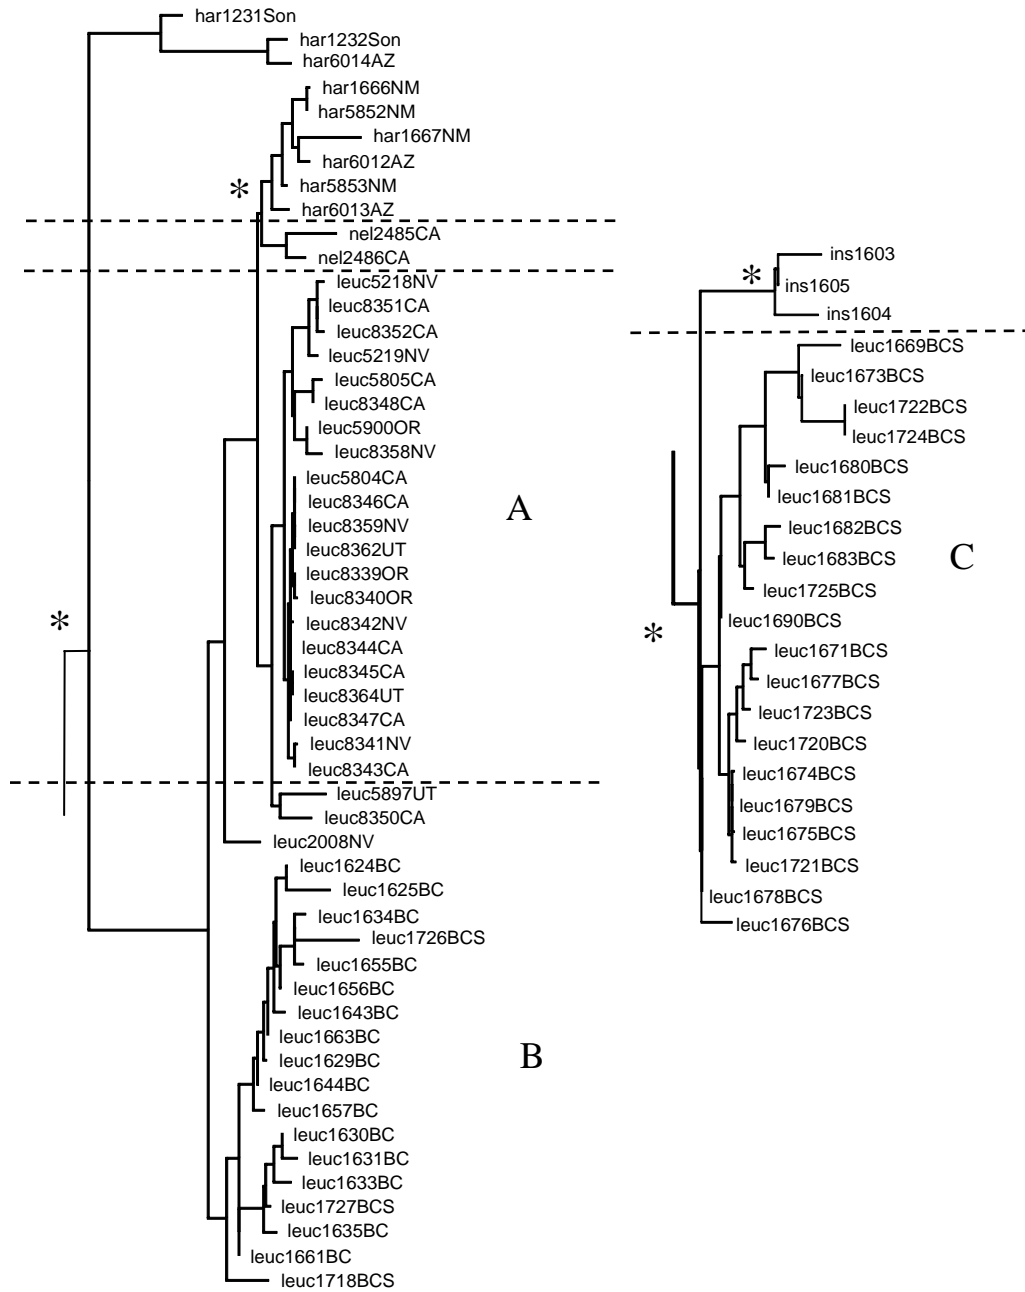 har1231Son
har1232Son
har6014AZ
har1666NM
har5852NM
har1667NM
har6012AZ
har5853NM
*
har6013AZ
nel2485CA
nel2486CA
leuc5218NV
leuc8351CA
leuc8352CA
leuc5219NV
leuc5805CA
leuc8348CA
leuc5900OR
leuc8358NV
leuc5804CA
leuc8346CA
A
leuc8359NV
leuc8362UT
leuc8339OR
leuc8340OR
*
leuc8342NV
leuc8344CA
leuc8345CA
leuc8364UT
leuc8347CA
leuc8341NV
leuc8343CA
leuc5897UT
leuc8350CA
leuc2008NV
leuc1624BC
leuc1625BC
leuc1634BC
leuc1726BCS
leuc1655BC
leuc1656BC
leuc1643BC
leuc1663BC
B
leuc1629BC
leuc1644BC
leuc1657BC
leuc1630BC
leuc1631BC
leuc1633BC
leuc1727BCS
leuc1635BC
leuc1661BC
leuc1718BCS
ins1603
*
ins1605
ins1604
leuc1669BCS
leuc1673BCS
leuc1722BCS
leuc1724BCS
leuc1680BCS
leuc1681BCS
leuc1682BCS
leuc1683BCS
C
leuc1725BCS
leuc1690BCS
*
leuc1671BCS
leuc1677BCS
leuc1723BCS
leuc1720BCS
leuc1674BCS
leuc1679BCS
leuc1675BCS
leuc1721BCS
leuc1678BCS
leuc1676BCS